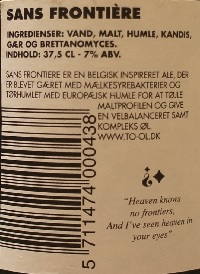 SANS FRONTIÈRE
INGREDIENSER: VAND, MALT, HUMLE, KANDIS,
GÆR OG BRETTANOMYCES.
INDHOLD: 37,5 CL - 7% ABV.
SANS FRONTIERE ER EN BELGISK INSPIRERET ALE, DER
ER BLEVET GÆRET MED MÆLKESYREBAKTERIER OG
TØRHUMLET MED EUROPÆISK HUMLE FOR AT TØJLE
MALTPROFILEN OG GIVE
EN VELBALANCERET SAMT
KOMPLEKS ØL.
WWW.TO-OL.DK
5 711474 000438
"Heaven knows
no frontiers,
And I've seen heaven in
your eyes"